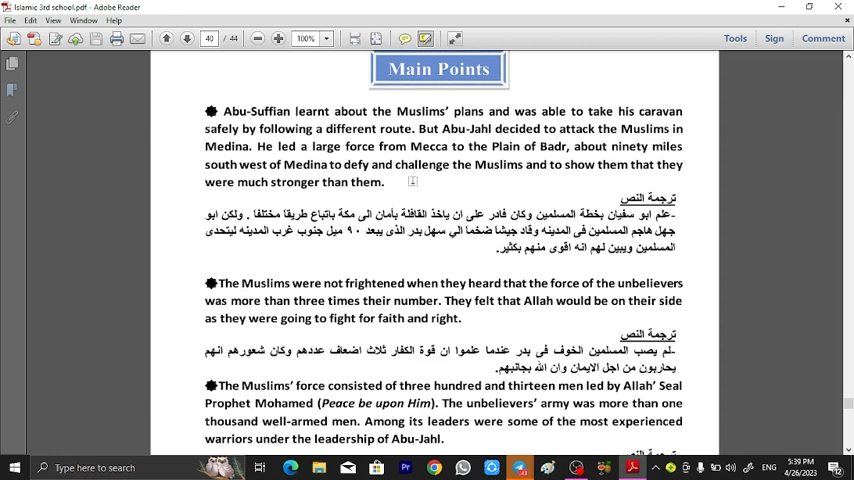 Islamic 3rd school.pdf - Adobe Reader
File Edit View Window Help
40 / 44 100% Tools Sign Comment
Main Points
Abu-Suffian learnt about the Muslims' plans and was able to take his caravan
safely by following a different route. But Abu-Jahl decided to attack the Muslims in
Medina. He led a large force from Mecca to the Plain of Badr, about ninety miles
south west of Medina to defy and challenge the Muslims and to show them that they
were much stronger than them.
ترجمة النص
-علم ابو سفيان بخطة المسلمين وكان قادر على ان ياخذ القافلة بأمان الى مكة باتباع طريقا مختلفا . ولكن ابو
جهل هاجم المسلمين فى المدينه وقاد جيشا ضخما الي سهل بدر الذى يبعد ٩٠ ميل جنوب غرب المدينه ليتحدى
المسلمين ويبين لهم انه اقوى منهم بكثير.
The Muslims were not frightened when they heard that the force of the unbelievers
was more than three times their number. They felt that Allah would be on their side
as they were going to fight for faith and right.
ترجمة النص
-لم يصب المسلمين الخوف فى بدر عندما علموا ان قوة الكفار ثلاث اضعاف عددهم وكان شعورهم انهم
يحاربون من اجل الايمان وان الله بجانبهم.
The Muslims' force consisted of three hundred and thirteen men led by Allah' Seal
Prophet Mohamed (Peace be upon Him). The unbelievers' army was more than one
thousand well-armed men. Among its leaders were some of the most experienced
warriors under the leadership of Abu-Jahl.
ترجمة النص
Type here to search
ENG
5:39 PM
4/26/2023